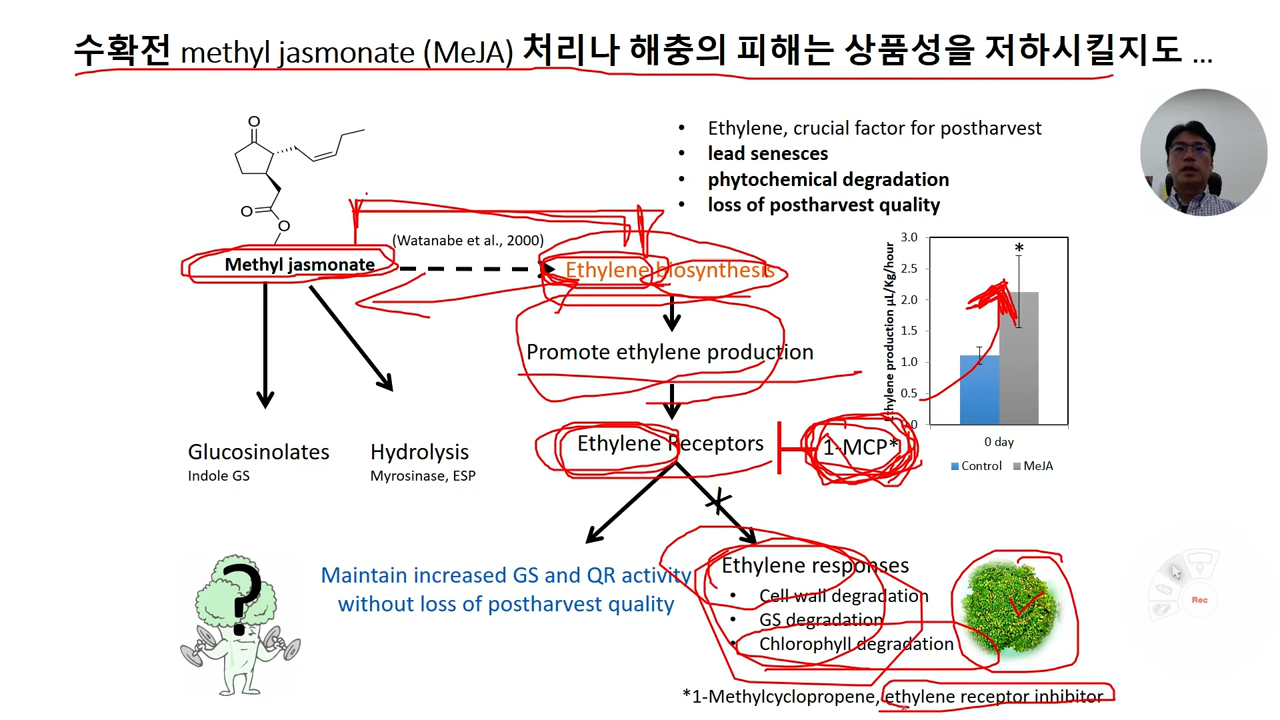 수확전 methyl jasmonate (MeJA) 처리나 해충의 피해는 상품성을 저하시킬지도 ...
• Ethylene, crucial factor for postharvest
• lead senesces
• phytochemical degradation
• loss of postharvest quality
O
O
O
(Watanabe et al., 2000)
Methyl jasmonate
Ethylene biosynthesis
Promote ethylene production
Ethylene Receptors
1-MCP*
Glucosinolates
Indole GS
Hydrolysis
Myrosinase, ESP
Ethylene production µL/Kg/hour
3.0
2.5
2.0
1.5
1.0
0.5
0.0
*
0 day
Control
MeJA
?
Maintain increased GS and QR activity
without loss of postharvest quality
Ethylene responses
• Cell wall degradation
• GS degradation
• Chlorophyll degradation
*1-Methylcyclopropene, ethylene receptor inhibitor
Rec